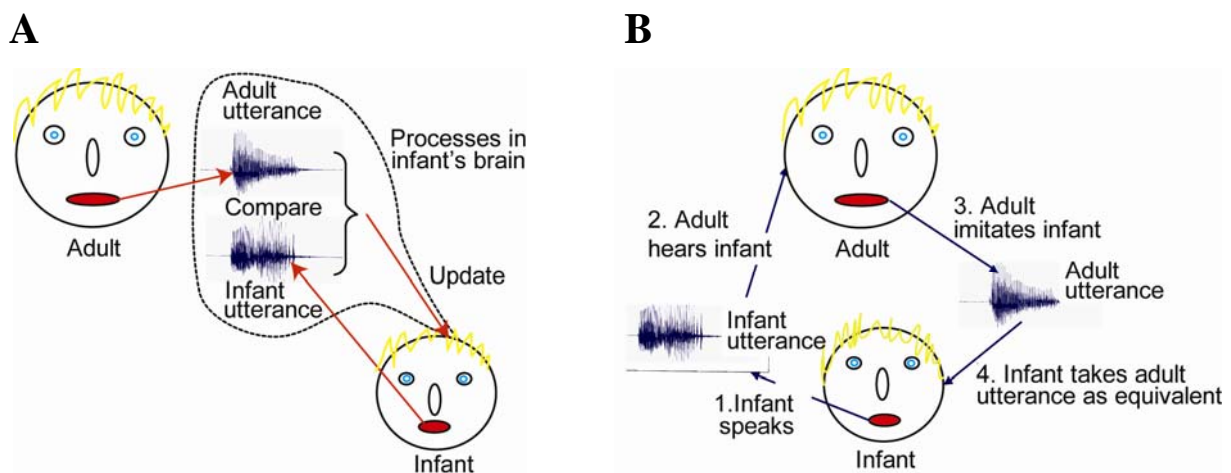 A
Adult
utterance
Processes in
infant's brain
Compare
Adult
Infant
utterance
Update
Infant
B
2. Adult
hears infant
Adult
3. Adult
imitates infant
Adult
utterance
Infant
utterance
1.Infant
speaks
4. Infant takes adult
utterance as equivalent
Infant